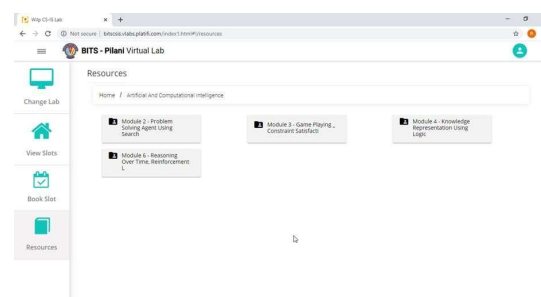 Wilp CS-IS Lab
Not secure | bitscsis.vlabs.platifi.com/index1.html#!/resources
BITS - Pilani Virtual Lab
Resources
Home / Artificial And Computational Intelligence
Change Lab
View Slots
Book Slot
Resources
Module 2 - Problem
Solving Agent Using
Search
Module 3 - Game Playing _
Constraint Satisfacti
Module 4 - Knowledge
Representation Using
Logic
Module 6 - Reasoning
Over Time, Reinforcement
L